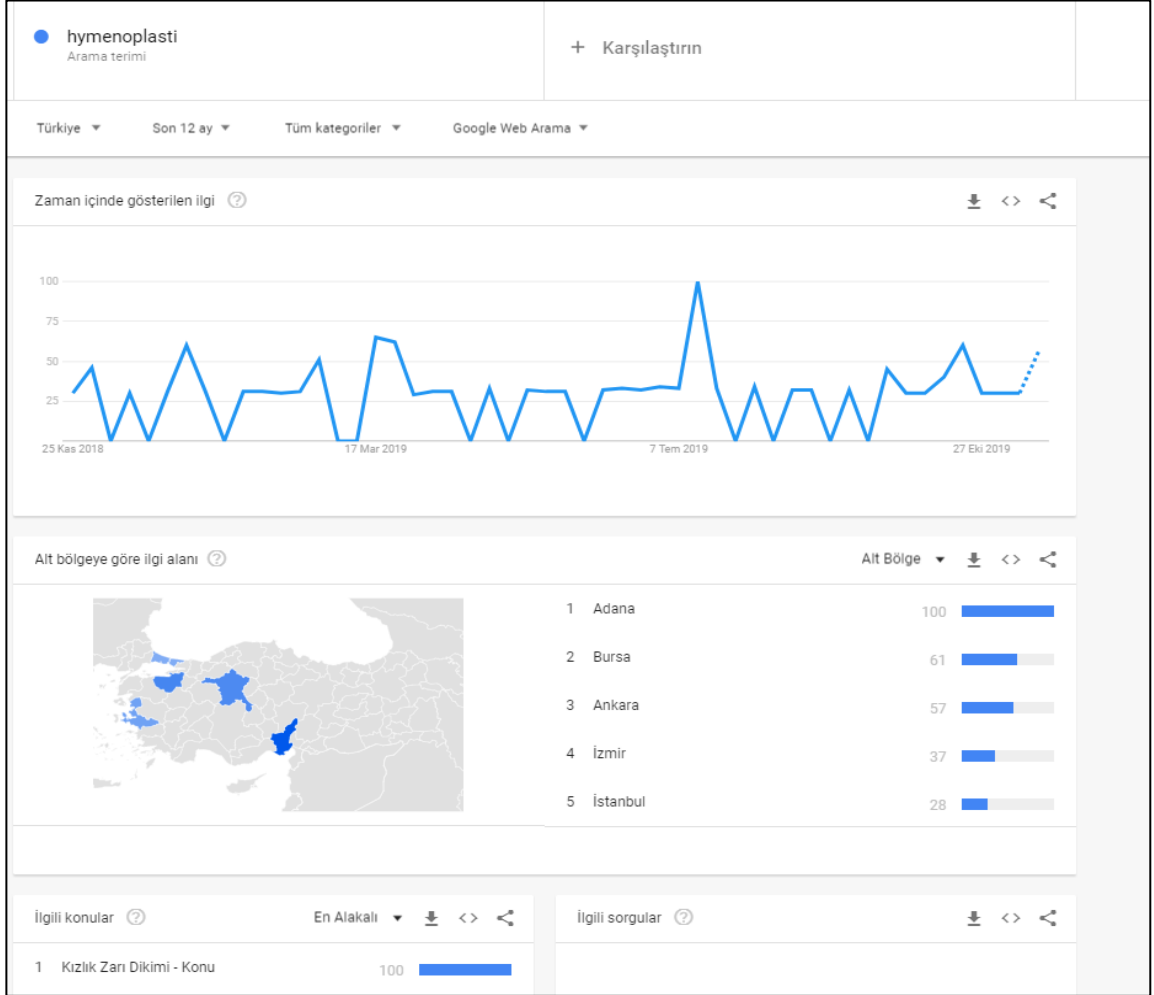 hymenoplasti
Arama terimi
+ Karşılaştırın
Türkiye
Son 12 ay
Tüm kategoriler
Google Web Arama
Zaman içinde gösterilen ilgi
100
75
50
25
25 Kas 2018
17 Mar 2019
7 Tem 2019
27 Eki 2019
Alt bölgeye göre ilgi alanı
Alt Bölge
1 Adana 100
2 Bursa 61
3 Ankara 57
4 İzmir 37
5 İstanbul 28
İlgili konular
En Alakalı
1 Kızlık Zarı Dikimi - Konu 100
İlgili sorgular